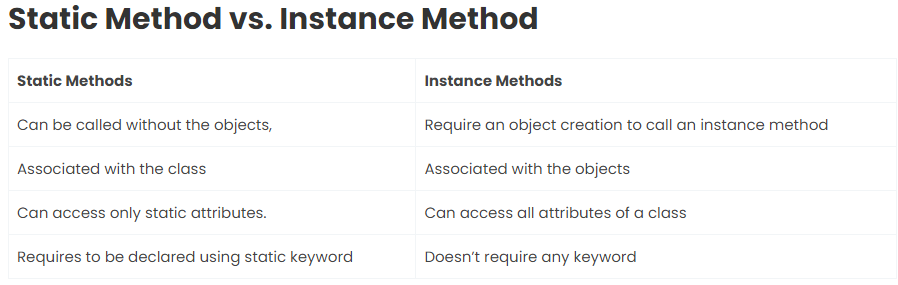 Static Method vs. Instance Method
Static Methods Instance Methods
Can be called without the objects, Require an object creation to call an instance method
Associated with the class Associated with the objects
Can access only static attributes. Can access all attributes of a class
Requires to be declared using static keyword Doesn’t require any keyword